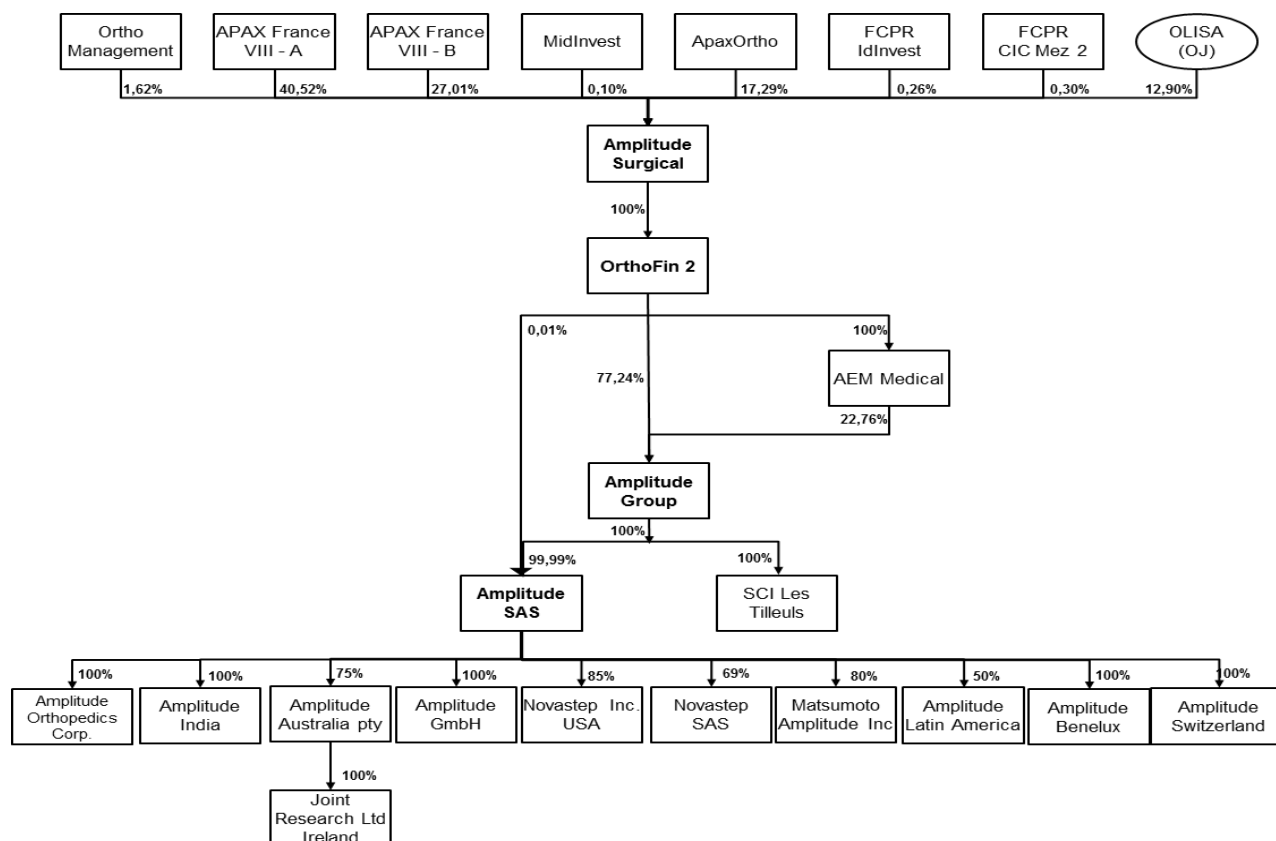 Ortho
Management
APAX France
VIII - A
APAX France
VIII - B
MidInvest
ApaxOrtho
FCPR
IdInvest
FCPR
CIC Mez 2
OLISA
(OJ)
1,62%
40,52%
27,01%
0,10%
17,29%
0,26%
0,30%
12,90%
Amplitude
Surgical
100%
OrthoFin 2
0,01%
100%
77,24%
AEM Medical
22,76%
Amplitude
Group
100%
99,99%
100%
Amplitude
SAS
SCI Les
Tilleuls
100%
100%
75%
100%
85%
69%
80%
50%
100%
100%
Amplitude
Orthopedics
Corp.
Amplitude
India
Amplitude
Australia pty
Amplitude
GmbH
Novastep Inc.
USA
Novastep
SAS
Matsumoto
Amplitude Inc
Amplitude
Latin America
Amplitude
Benelux
Amplitude
Switzerland
100%
Joint
Research Ltd
Ireland